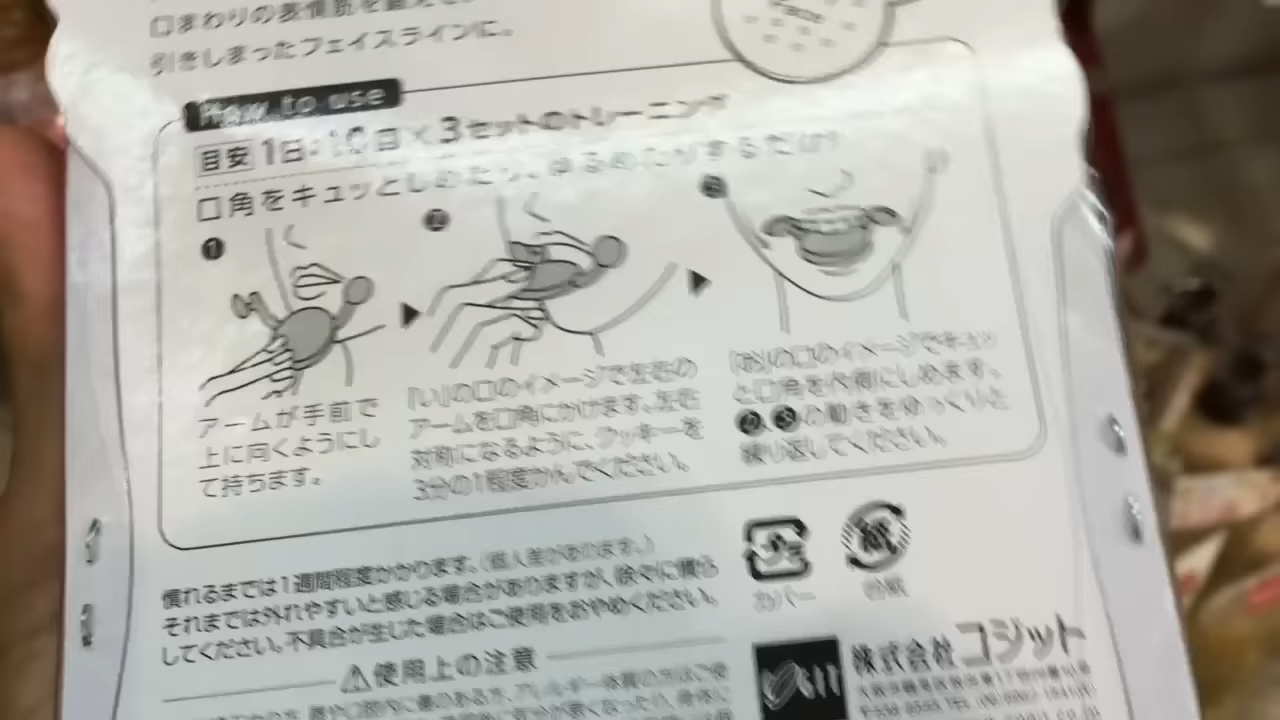 口まわりの表情筋を鍛えて、
引きしまったフェイスラインに。
Face
How to use
目安 1日:10回×3セットのトレーニング
口角をキュッとしめたり、ゆるめたりするだけ!
❶
❷
❸
アームが手前で
上に向くようにし
て持ちます。
「い」の口のイメージで左右の
アームを口角にかけます。左右
対称になるように、クッキーを
3分の1程度かんでください。
「お」の口のイメージでキュッ
と口角を内側にしめます。
❷、❸の動きをゆっくりと
繰り返してください。
慣れるまでは1週間程度かかります。(個人差があります。)
それまでは外れやすいと感じる場合がありますが、徐々に慣ら
してください。不具合が生じた場合はご使用をおやめください。
プラ
カバー
紙
台紙
⚠使用上の注意
株式会社コジット